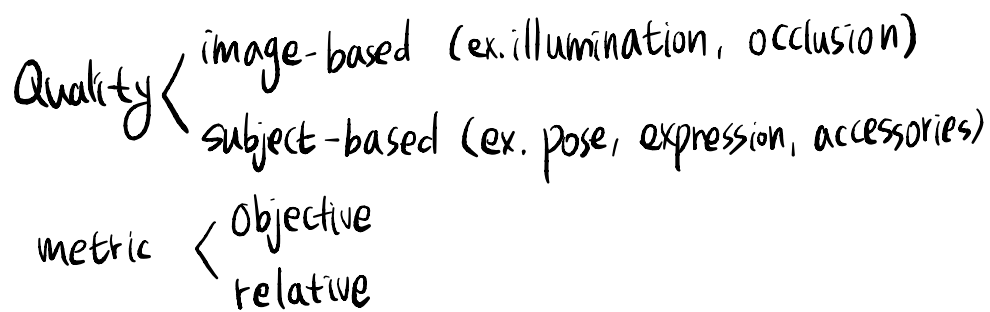 Quality
image-based (ex. illumination, occlusion)
subject-based (ex. pose, expression, accessories)
metric
objective
relative